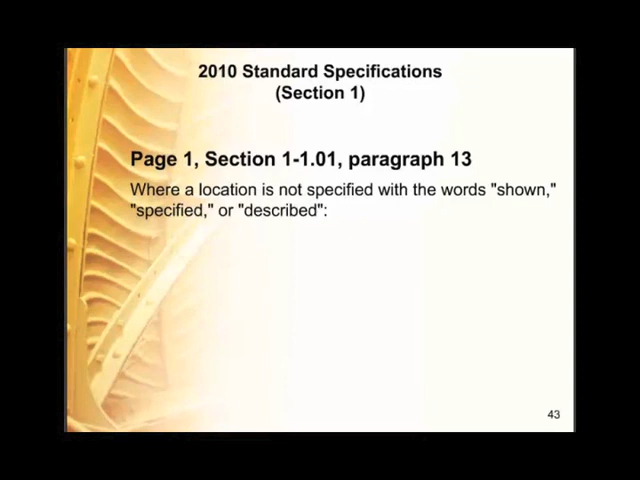 2010 Standard Specifications
(Section 1)
Page 1, Section 1-1.01, paragraph 13
Where a location is not specified with the words "shown,"
"specified," or "described":
43